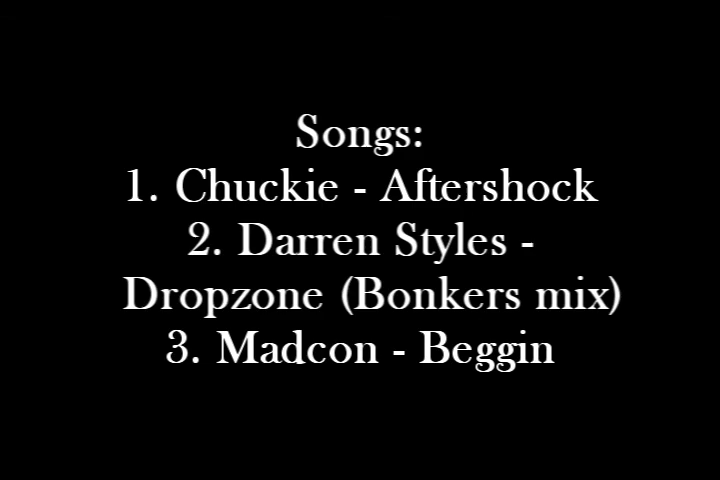 Songs:
1. Chuckie - Aftershock
2. Darren Styles -
Dropzone (Bonkers mix)
3. Madcon - Beggin